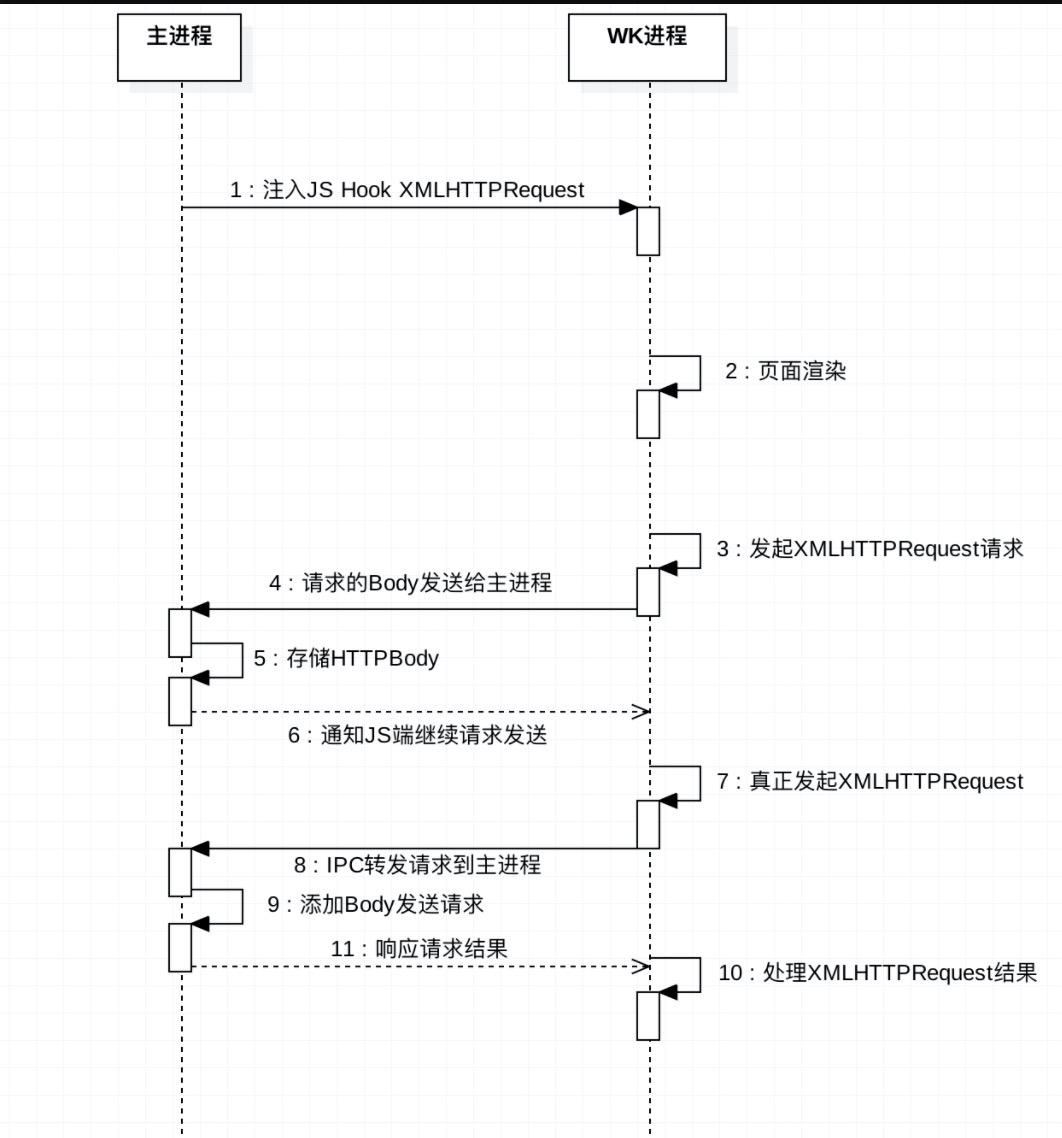 主进程
WK进程
1 : 注入JS Hook XMLHTTPRequest
2 : 页面渲染
3 : 发起XMLHTTPRequest请求
4 : 请求的Body发送给主进程
5 : 存储HTTPBody
6 : 通知JS端继续请求发送
7 : 真正发起XMLHTTPRequest
8 : IPC转发请求到主进程
9 : 添加Body发送请求
11 : 响应请求结果
10 : 处理XMLHTTPRequest结果